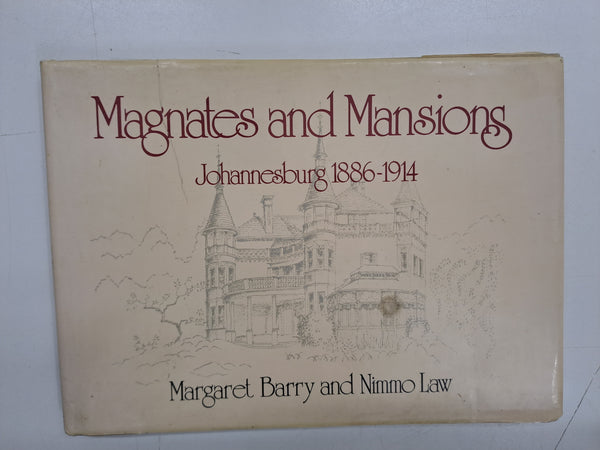 Magnates and Mansions
Johannesburg 1886-1914
Margaret Barry and Nimmo Law